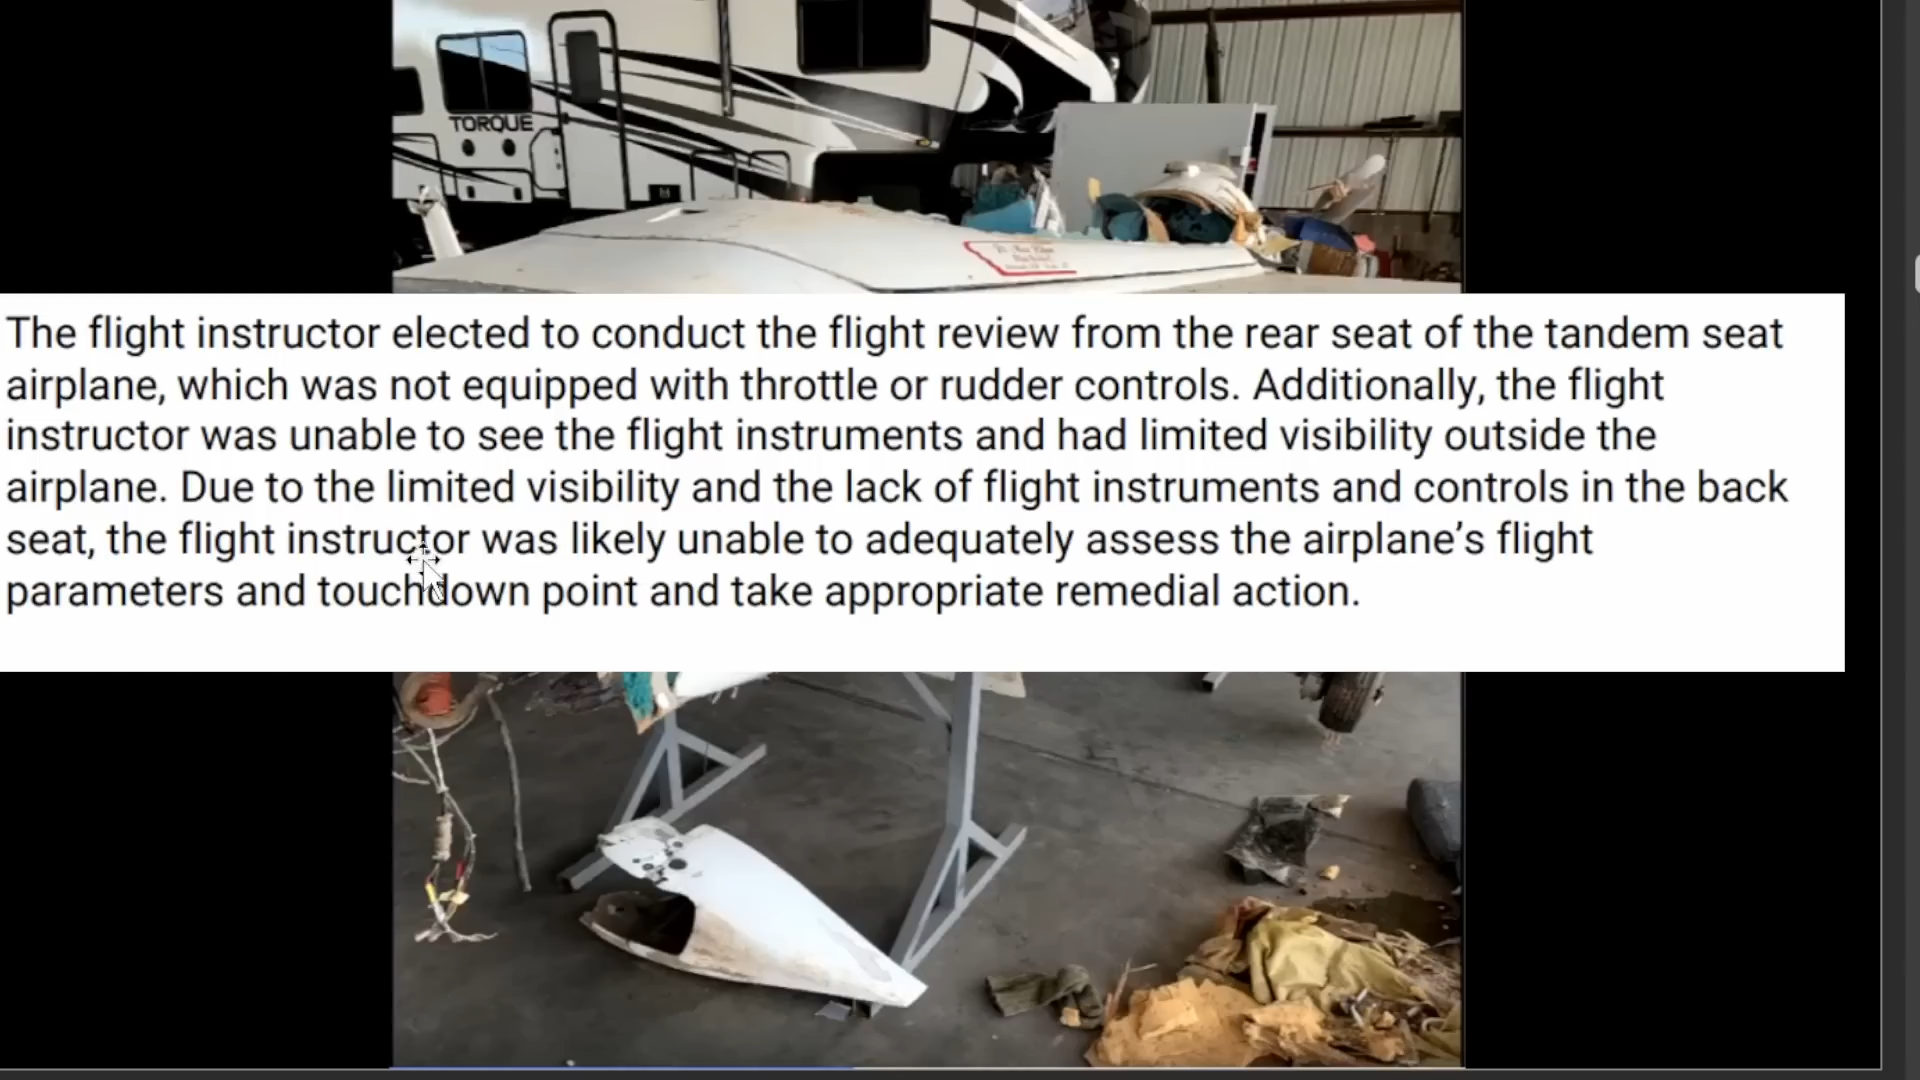 TORQUE
The flight instructor elected to conduct the flight review from the rear seat of the tandem seat
airplane, which was not equipped with throttle or rudder controls. Additionally, the flight
instructor was unable to see the flight instruments and had limited visibility outside the
airplane. Due to the limited visibility and the lack of flight instruments and controls in the back
seat, the flight instructor was likely unable to adequately assess the airplane’s flight
parameters and touchdown point and take appropriate remedial action.